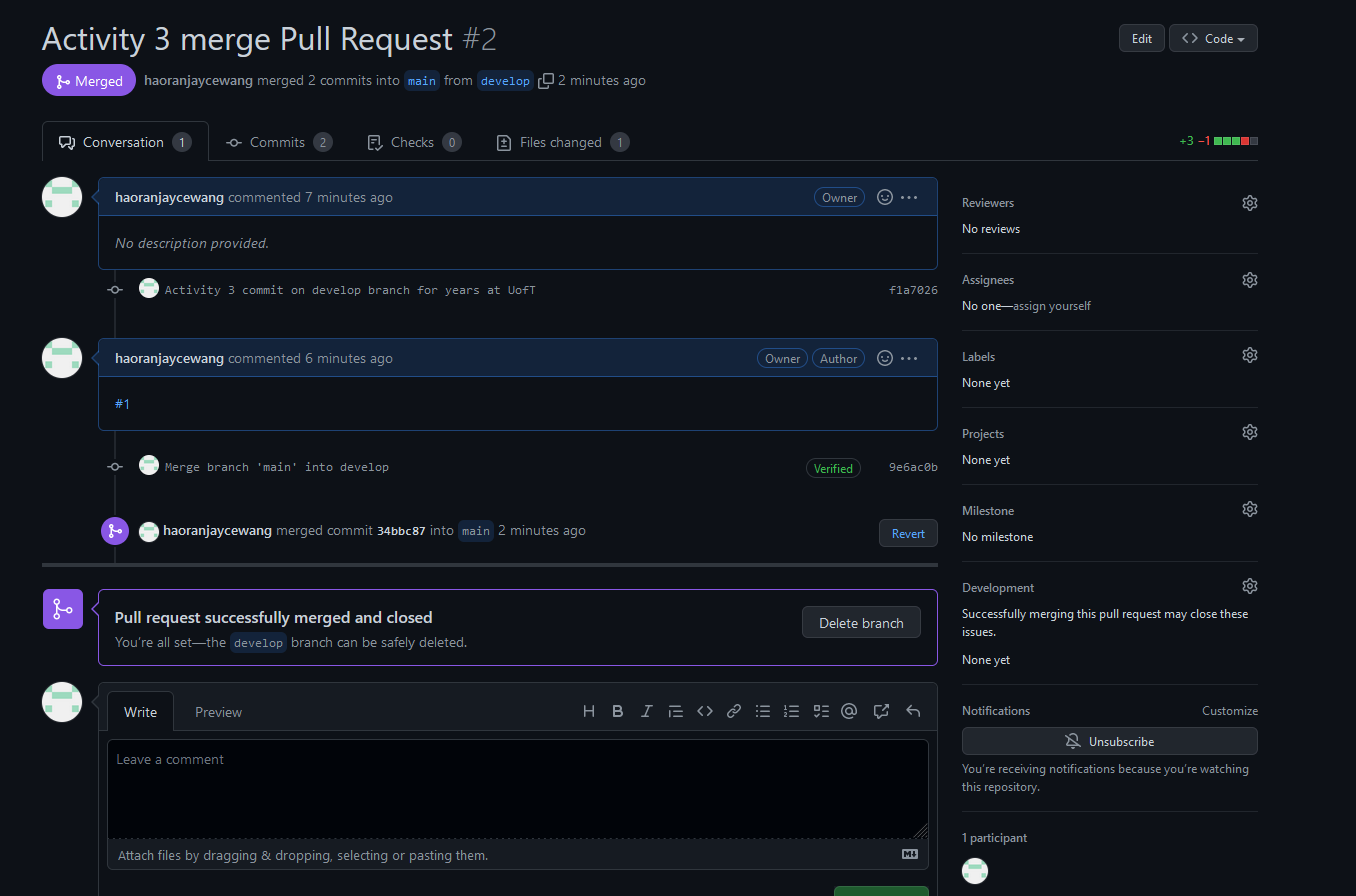 Activity 3 merge Pull Request #2
Edit
Code
Merged
haoranjaycewang merged 2 commits into main from develop 2 minutes ago
Conversation 1
Commits 2
Checks 0
Files changed 1
+3 −1
haoranjaycewang commented 7 minutes ago
Owner
No description provided.
Activity 3 commit on develop branch for years at UofT
f1a7026
haoranjaycewang commented 6 minutes ago
Owner
Author
#1
Merge branch 'main' into develop
Verified
9e6ac0b
haoranjaycewang merged commit 34bbc87 into main 2 minutes ago
Revert
Pull request successfully merged and closed
You're all set—the develop branch can be safely deleted.
Delete branch
Write
Preview
Leave a comment
Attach files by dragging & dropping, selecting or pasting them.
Reviewers
No reviews
Assignees
No one—assign yourself
Labels
None yet
Projects
None yet
Milestone
No milestone
Development
Successfully merging this pull request may close these
issues.
None yet
Notifications
Customize
Unsubscribe
You're receiving notifications because you're watching
this repository.
1 participant